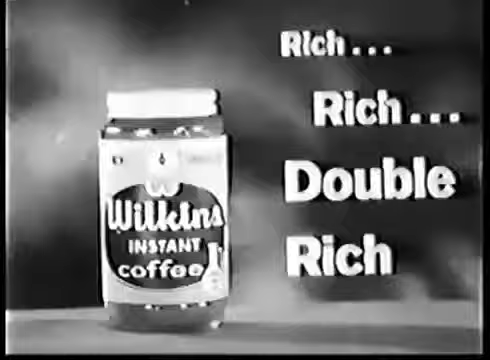 Wilkins
INSTANT
coffee
Rich...
Rich...
Double
Rich